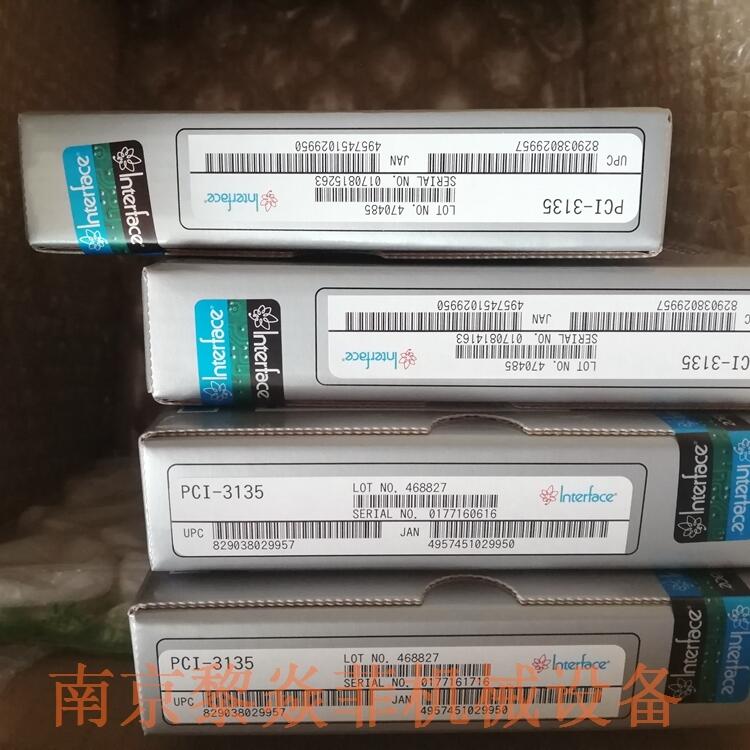 Interface
Interface
PCI-3135
LOT NO. 470485
SERIAL NO. 0170815263
Interface
UPC
829038029957
JAN
4957451029950
Interface
Interface
PCI-3135
LOT NO. 470485
SERIAL NO. 0170814163
Interface
829038029957
JAN
4957451029950
PCI-3135
LOT NO. 468827
SERIAL NO. 0177160616
Interface
UPC
829038029957
JAN
4957451029950
Interface
PCI-3135
LOT NO. 468827
SERIAL NO. 0177161716
Interface
UPC
829038029957
JAN
4957451029950
Interface
南京黎焱菲机械设备